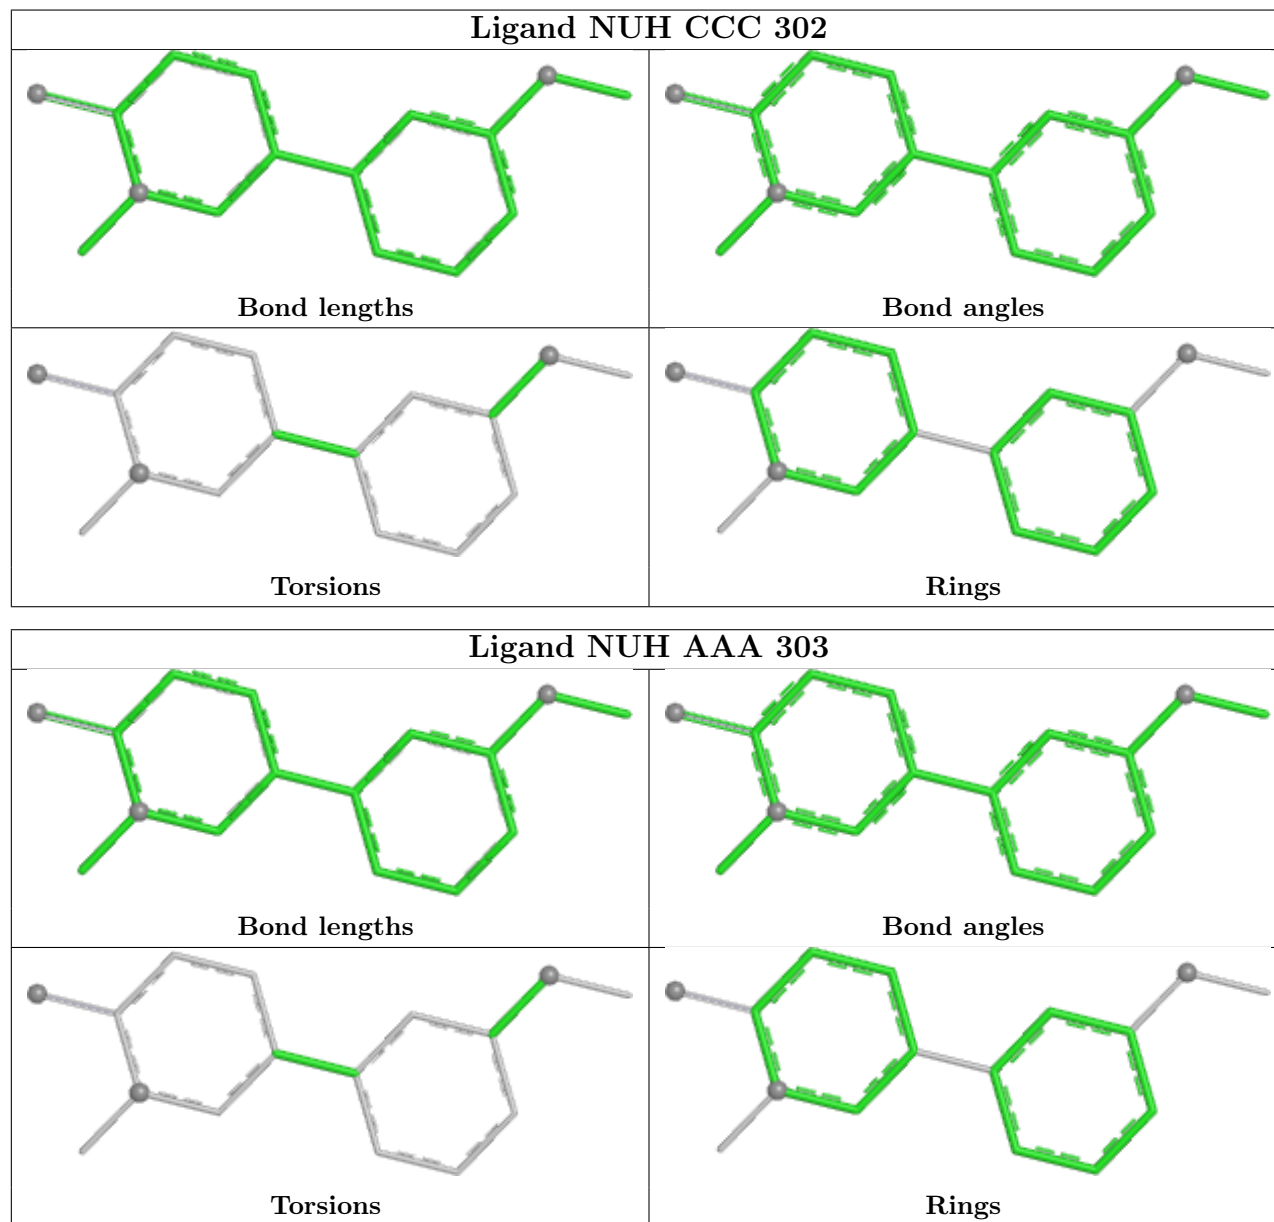 Ligand NUH CCC 302
Bond lengths
Bond angles
Torsions
Rings
Ligand NUH AAA 303
Bond lengths
Bond angles
Torsions
Rings